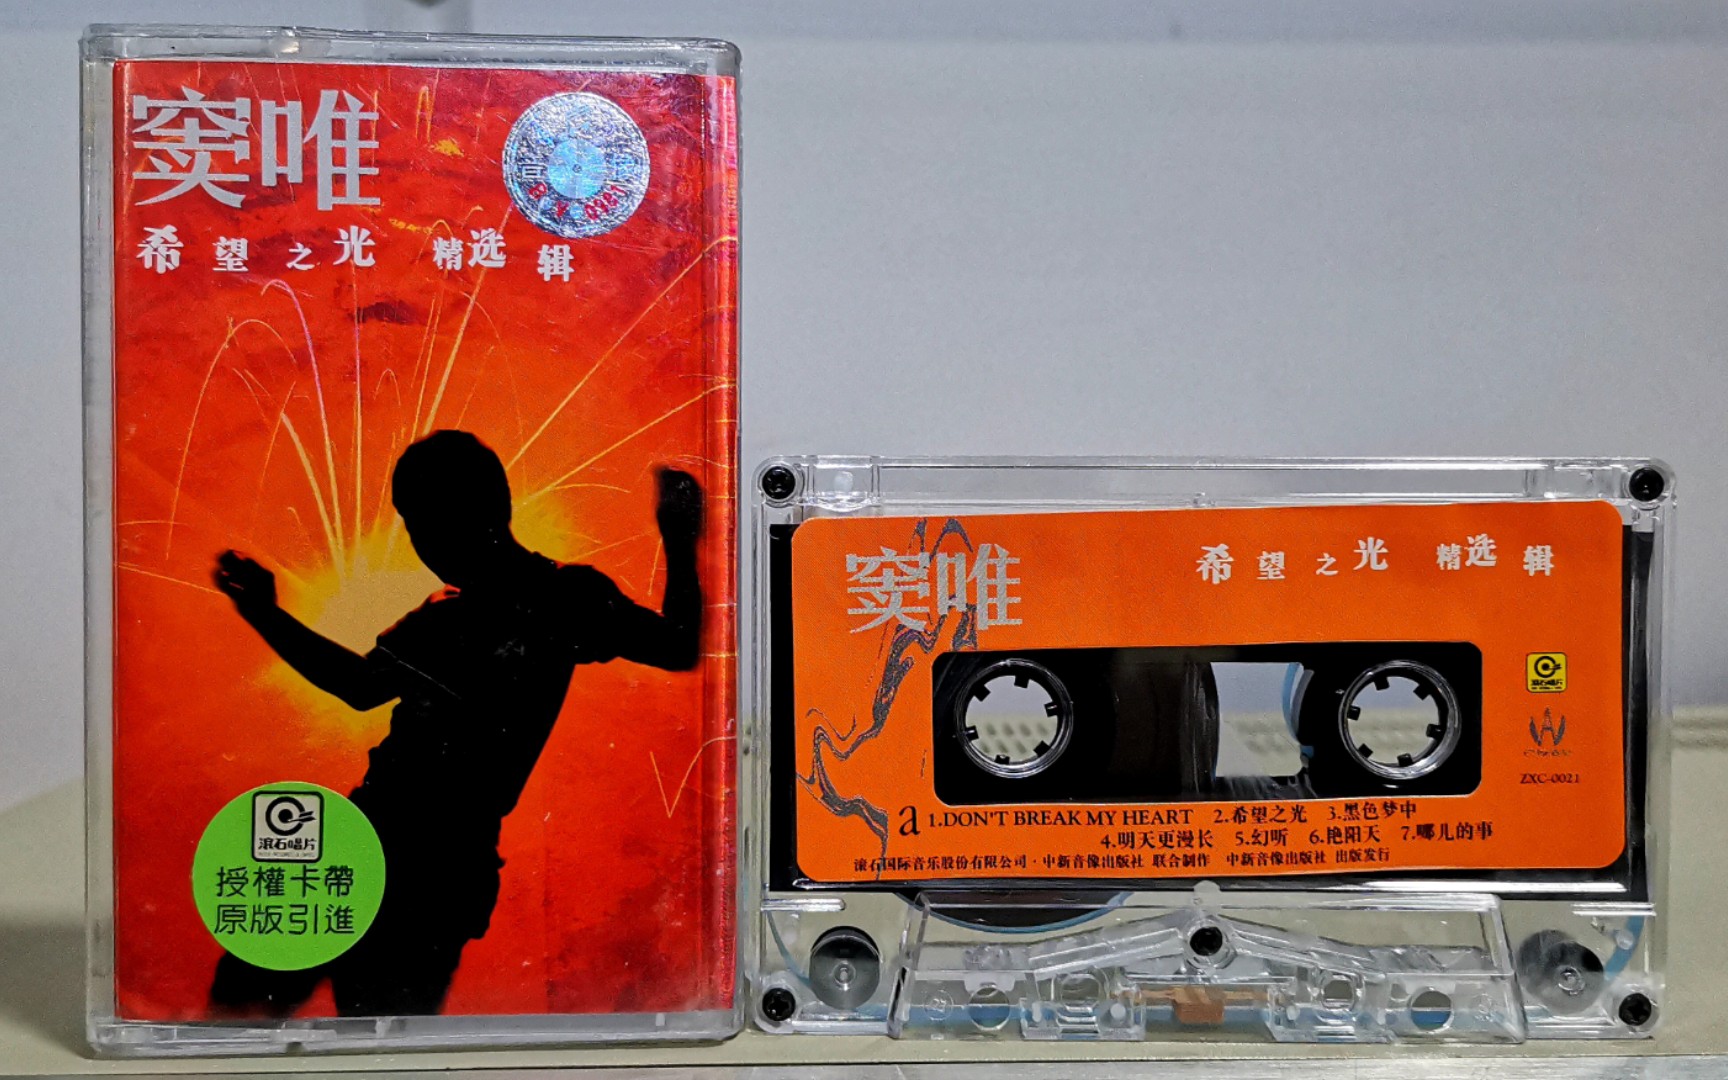 窦唯
希望之光 精选辑
滚石唱片
授權卡帶
原版引進
窦唯
希望之光 精选辑
滚石唱片
ZXC-0021
a 1.DON'T BREAK MY HEART 2.希望之光 3.黑色梦中
4.明天更漫长 5.幻听 6.艳阳天 7.哪儿的事
滚石国际音乐股份有限公司·中新音像出版社 联合制作 中新音像出版社 出版发行